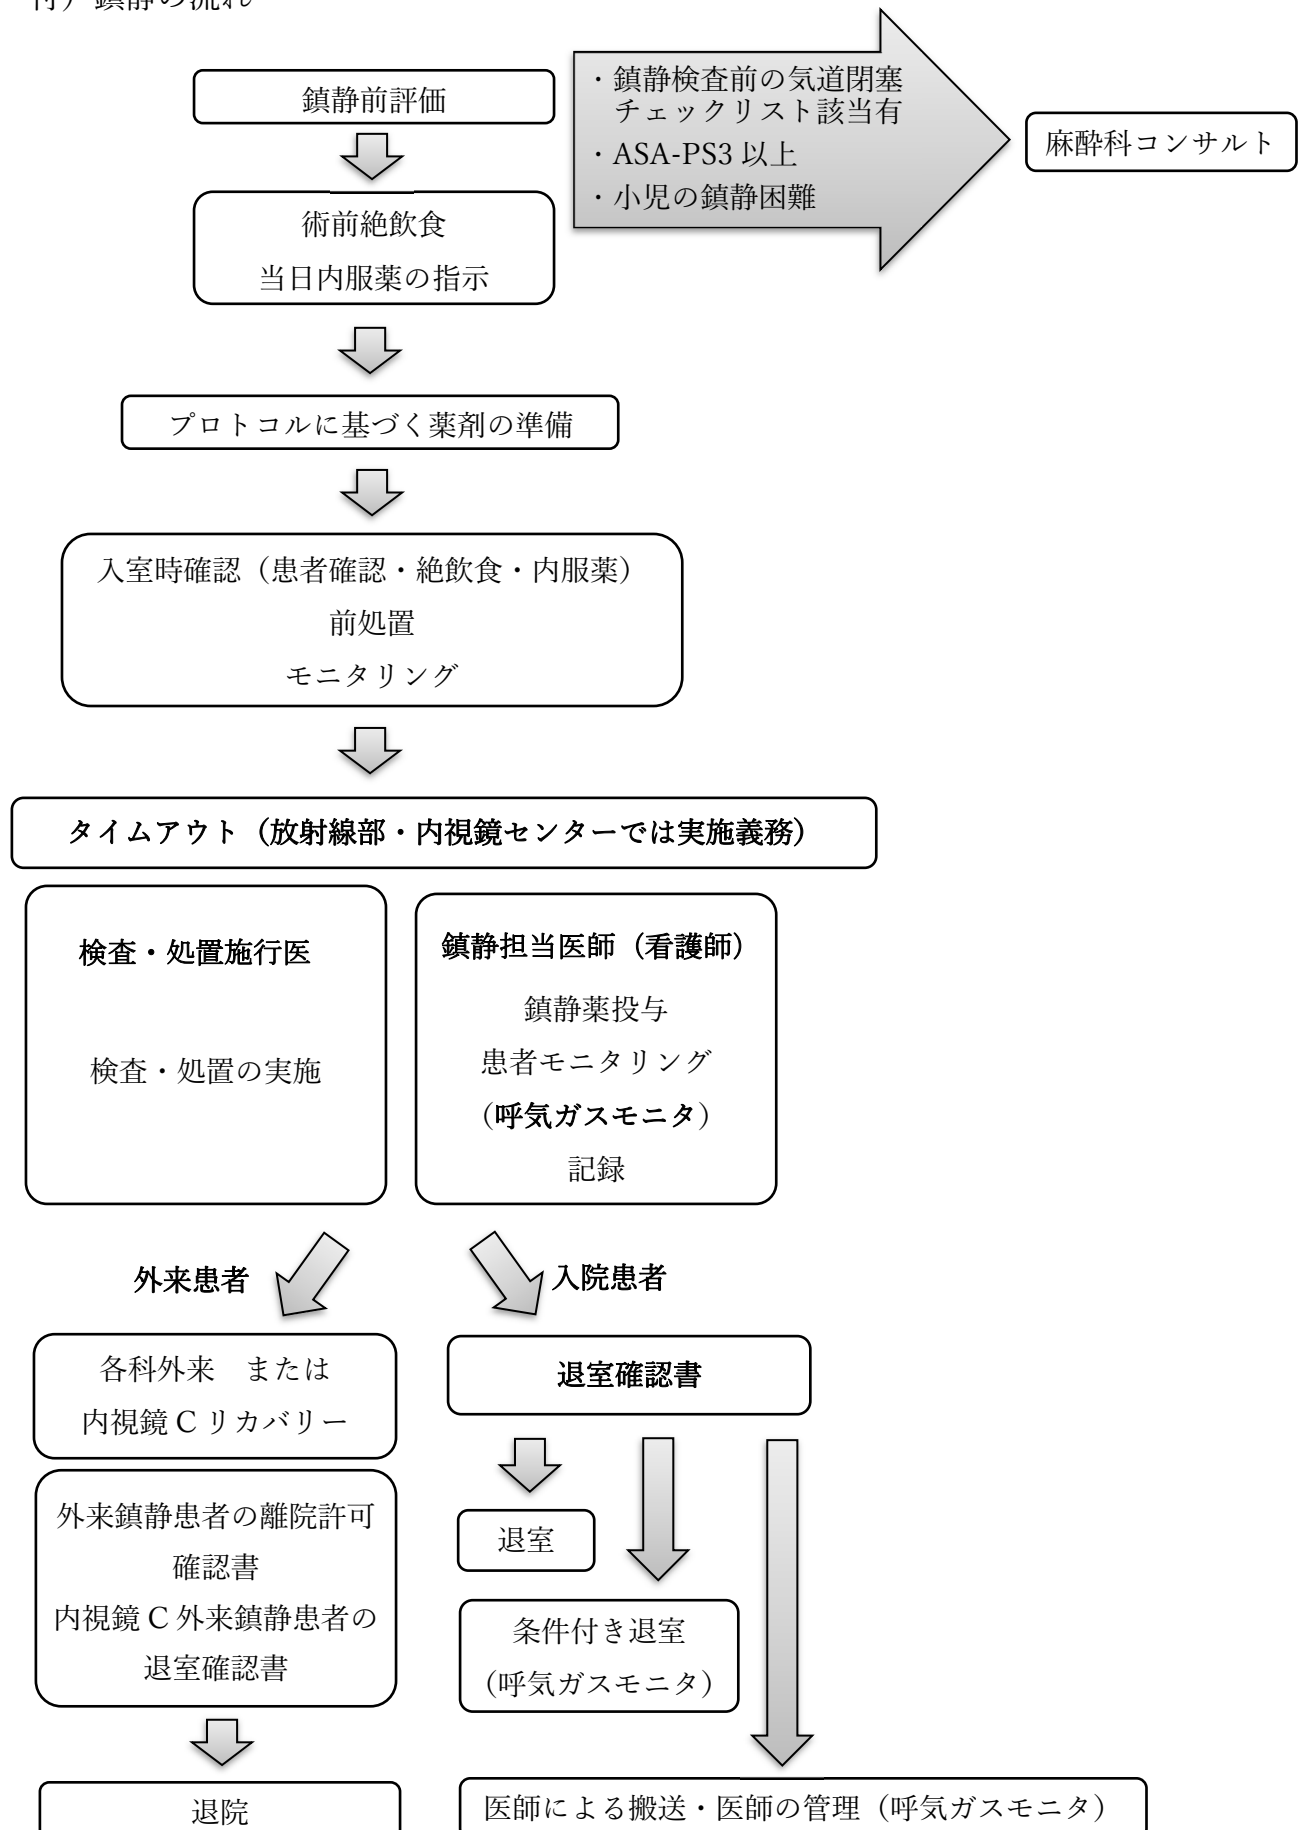 付）鎮静の流れ
鎮静前評価
・鎮静検査前の気道閉塞
チェックリスト該当有
・ASA-PS3 以上
・小児の鎮静困難
麻酔科コンサルト
術前絶飲食
当日内服薬の指示
プロトコルに基づく薬剤の準備
入室時確認（患者確認・絶飲食・内服薬）
前処置
モニタリング
タイムアウト（放射線部・内視鏡センターでは実施義務）
検査・処置施行医
検査・処置の実施
鎮静担当医師（看護師）
鎮静薬投与
患者モニタリング
（呼気ガスモニタ）
記録
外来患者
入院患者
各科外来　または
内視鏡 C リカバリー
外来鎮静患者の離院許可
確認書
内視鏡 C 外来鎮静患者の
退室確認書
退院
退室確認書
退室
条件付き退室
（呼気ガスモニタ）
医師による搬送・医師の管理（呼気ガスモニタ）